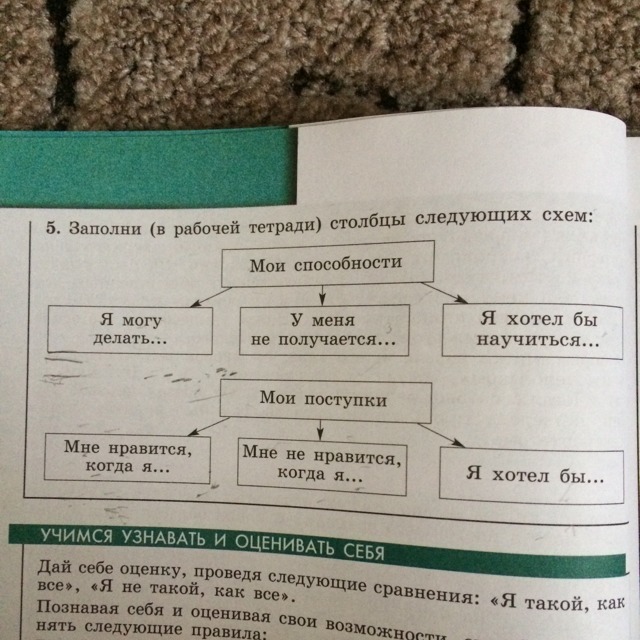 5. Заполни (в рабочей тетради) столбцы следующих схем:
Мои способности
Я могу
делать...
У меня
не получается...
Я хотел бы
научиться...
Мои поступки
Мне нравится,
когда я...
Мне не нравится,
когда я...
Я хотел бы...
УЧИМСЯ УЗНАВАТЬ И ОЦЕНИВАТЬ СЕБЯ
Дай себе оценку, проведя следующие сравнения: «Я такой, как
все», «Я не такой, как все».
Познавая себя и оценивая свои возможности,
нять следующие правила: